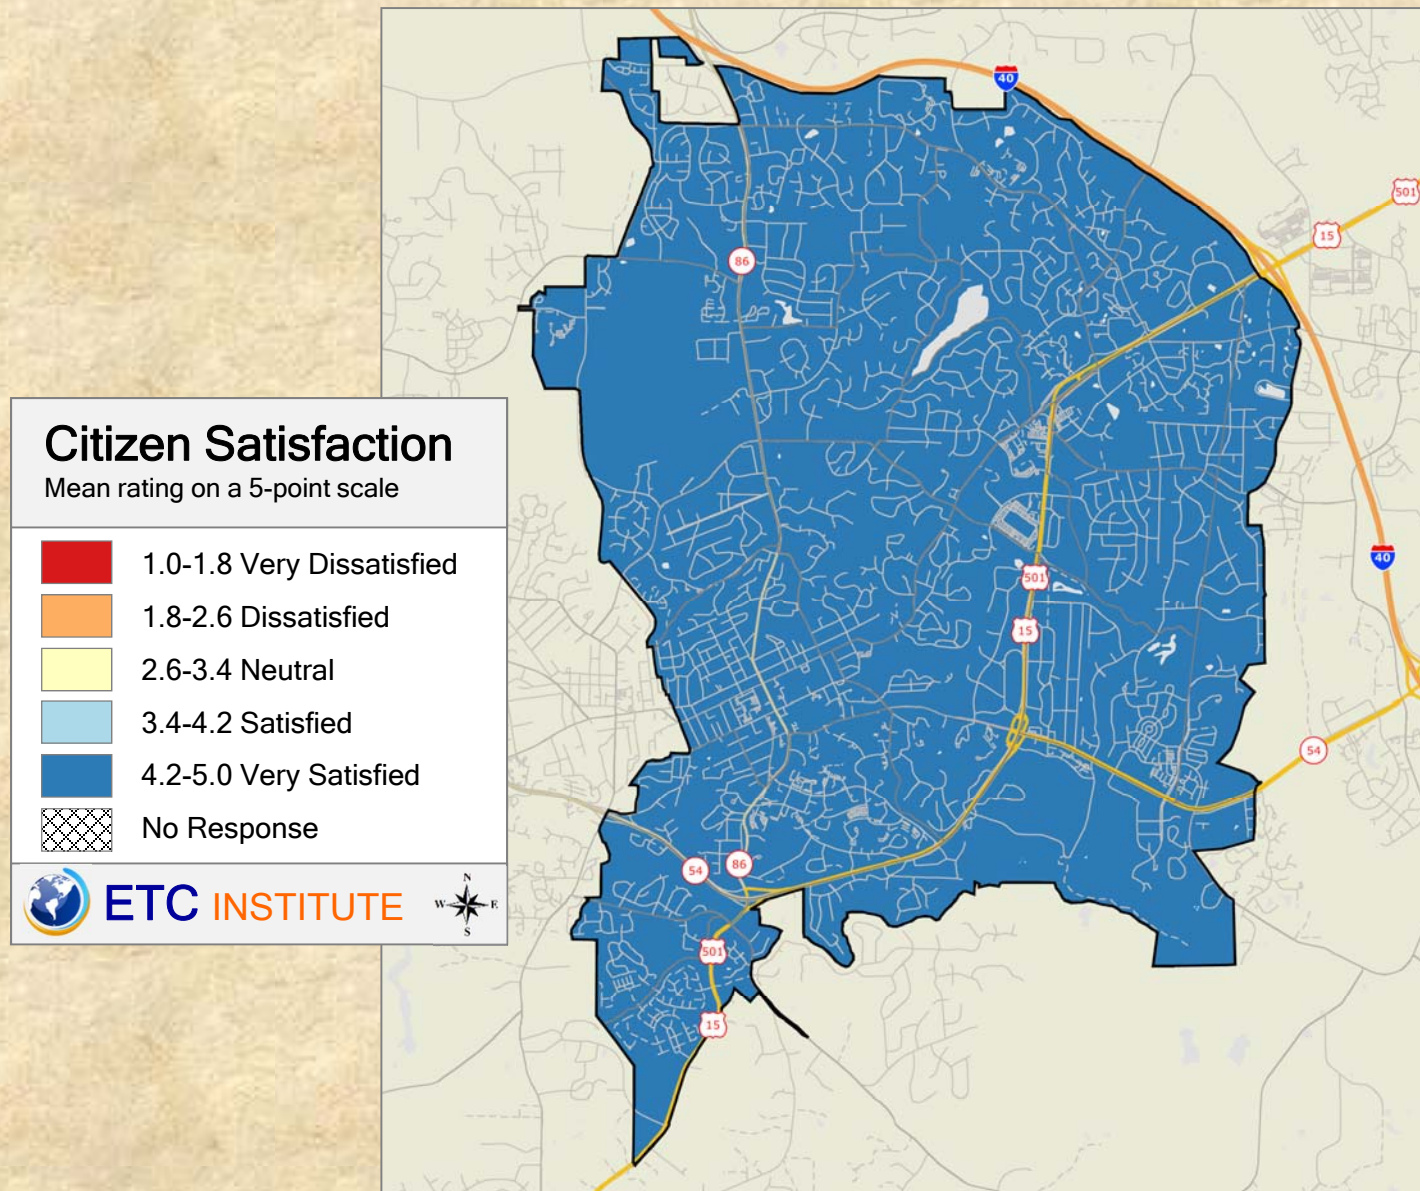 40
501
15
86
Citizen Satisfaction
Mean rating on a 5-point scale
1.0-1.8 Very Dissatisfied
1.8-2.6 Dissatisfied
2.6-3.4 Neutral
3.4-4.2 Satisfied
4.2-5.0 Very Satisfied
No Response
ETC INSTITUTE
N
W E
S
40
501
15
54
54
86
501
15